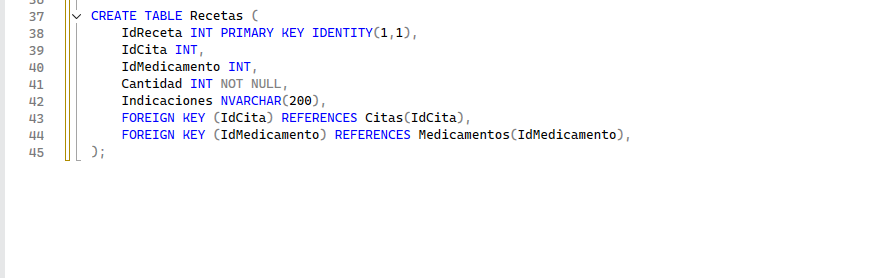 37 CREATE TABLE Recetas (
38 IdReceta INT PRIMARY KEY IDENTITY(1,1),
39 IdCita INT,
40 IdMedicamento INT,
41 Cantidad INT NOT NULL,
42 Indicaciones NVARCHAR(200),
43 FOREIGN KEY (IdCita) REFERENCES Citas(IdCita),
44 FOREIGN KEY (IdMedicamento) REFERENCES Medicamentos(IdMedicamento),
45 );